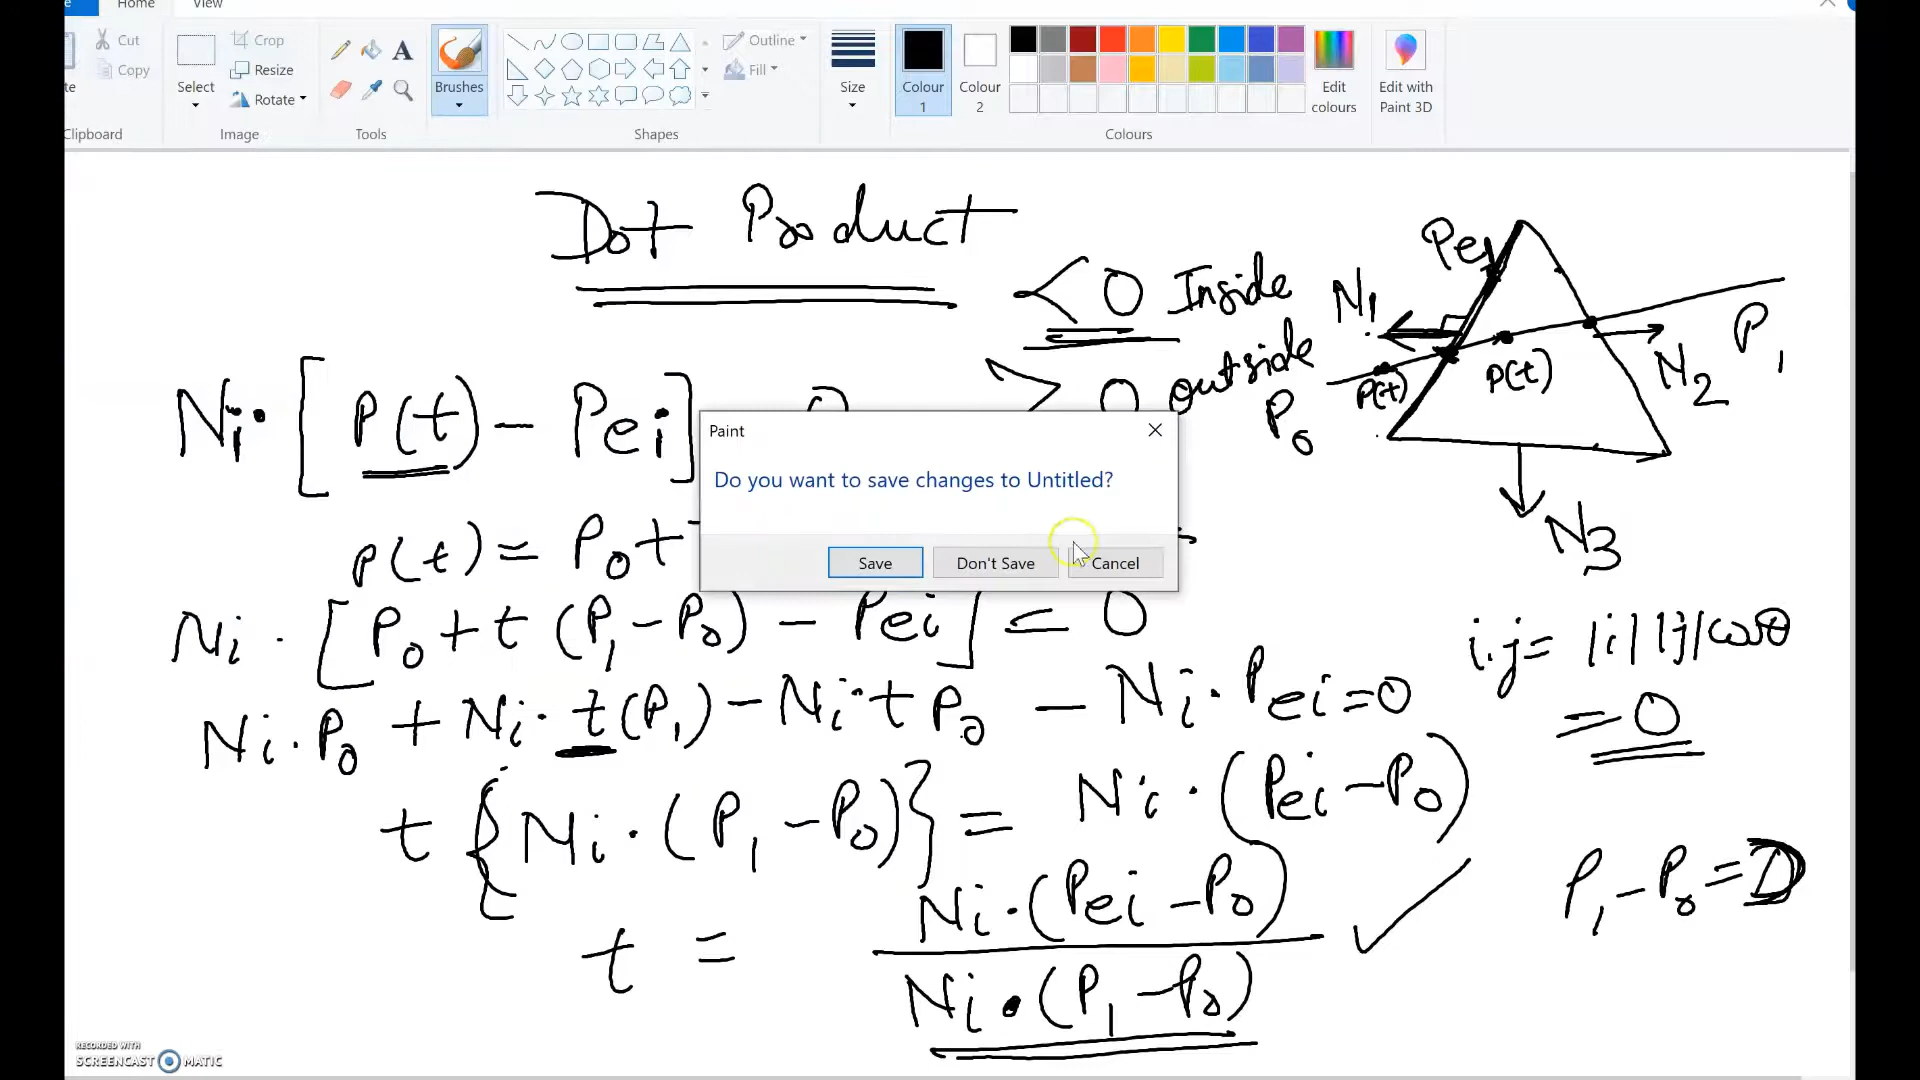 Home View
Cut
Copy
Clipboard
Select
Crop
Resize
Rotate
Image
Tools
Brushes
Shapes
Outline
Fill
Size
Colour 1
Colour 2
Edit colours
Colours
Edit with Paint 3D
Dot Product
< 0 Inside
> 0 outside
Ni · [ P(t) - Pei ]
Paint
Do you want to save changes to Untitled?
Save Don't Save Cancel
P(t) = P0 +
Ni · [P0 + t (P1 - P0) - Pei] = 0
Ni · P0 + Ni · t(P1) - Ni · t P0 - Ni · Pei = 0
t {Ni · (P1 - P0)} = Ni · (Pei - P0)
t = Ni · (Pei - P0)
Ni · (P1 - P0)
Pe1
N1
P(t)
P(t)
P0
P1
N2
N3
i.j = |i| |j| cosθ
= 0
P1 - P0 = D
RECORDED WITH
SCREENCAST MATIC